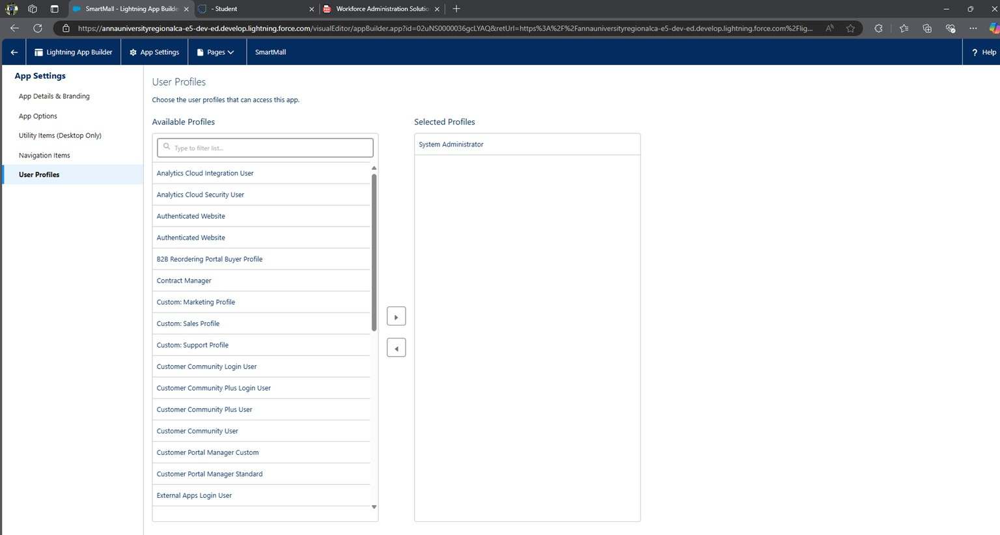 SmartMall - Lightning App Builde
- Student
Workforce Administration Solutio
https://annauniversityregionalca-e5-dev-ed.develop.lightning.force.com/visualEditor/appBuilder.app?id=02uNS0000036gcLYAQ&retUrl=https%3A%2F%2Fannauniversityregionalca-e5-dev-ed.develop.lightning.force.com%2Flig...
Lightning App Builder
App Settings
Pages
SmartMall
? Help
App Settings
App Details & Branding
App Options
Utility Items (Desktop Only)
Navigation Items
User Profiles
User Profiles
Choose the user profiles that can access this app.
Available Profiles
Type to filter list...
Analytics Cloud Integration User
Analytics Cloud Security User
Authenticated Website
Authenticated Website
B2B Reordering Portal Buyer Profile
Contract Manager
Custom: Marketing Profile
Custom: Sales Profile
Custom: Support Profile
Customer Community Login User
Customer Community Plus Login User
Customer Community Plus User
Customer Community User
Customer Portal Manager Custom
Customer Portal Manager Standard
External Apps Login User
Selected Profiles
System Administrator